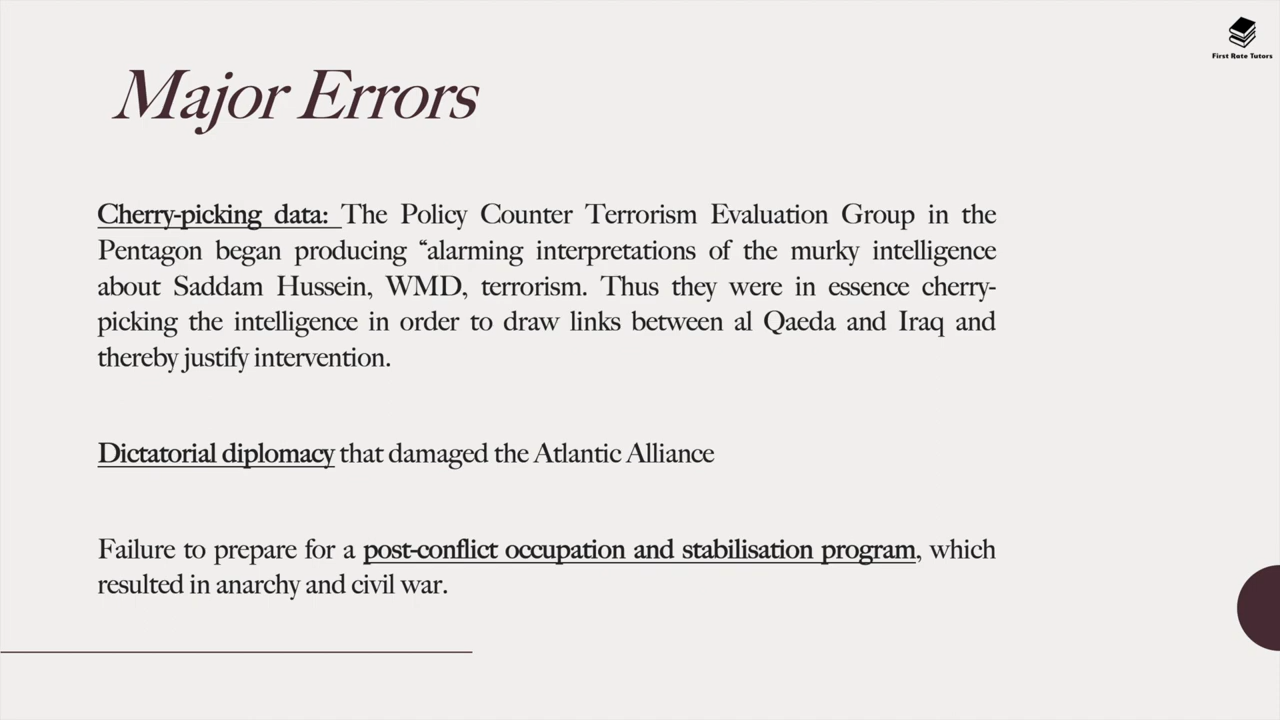 First Rate Tutors
Major Errors
Cherry-picking data: The Policy Counter Terrorism Evaluation Group in the
Pentagon began producing “alarming interpretations of the murky intelligence
about Saddam Hussein, WMD, terrorism. Thus they were in essence cherry-
picking the intelligence in order to draw links between al Qaeda and Iraq and
thereby justify intervention.
Dictatorial diplomacy that damaged the Atlantic Alliance
Failure to prepare for a post-conflict occupation and stabilisation program, which
resulted in anarchy and civil war.